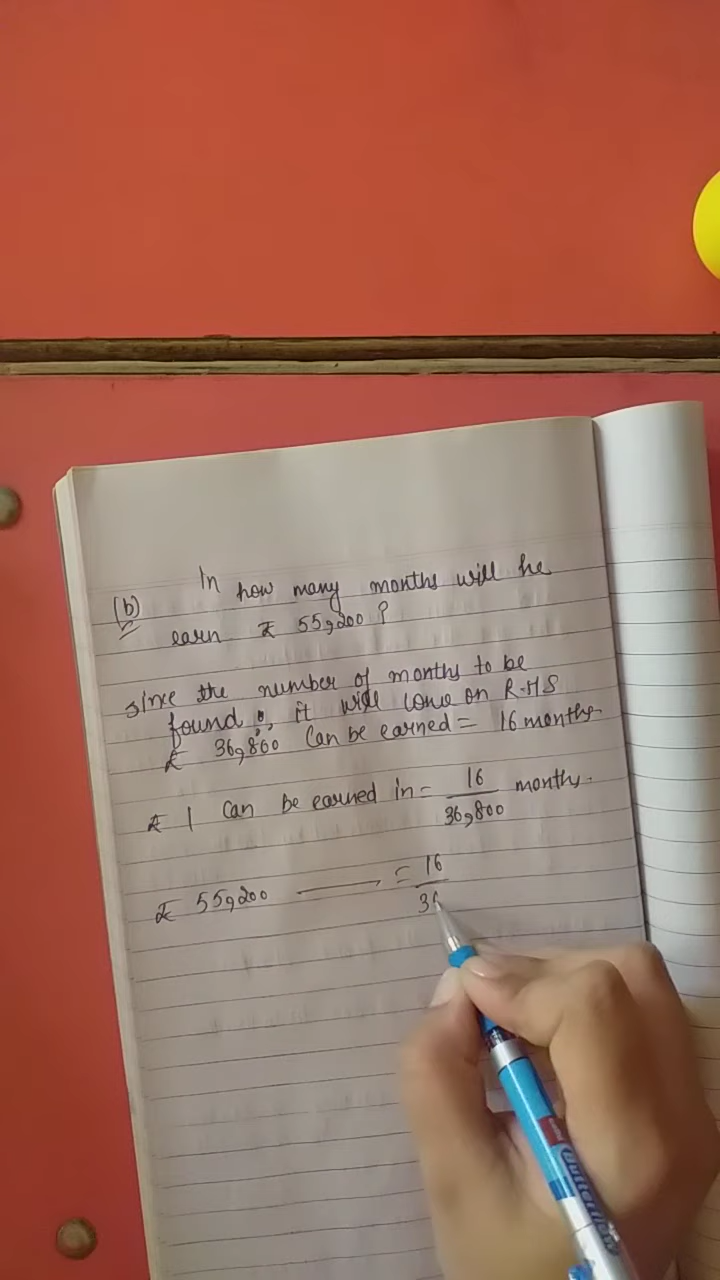 (b) In how many months will he
earn ₹ 55,200 ?
Since the number of months to be
found, it will come on R.H.S
₹ 36,800 Can be earned = 16 months.
₹ 1 Can be earned in = 16/36,800 months.
₹ 55,200 —— = 16/36
Butterflow